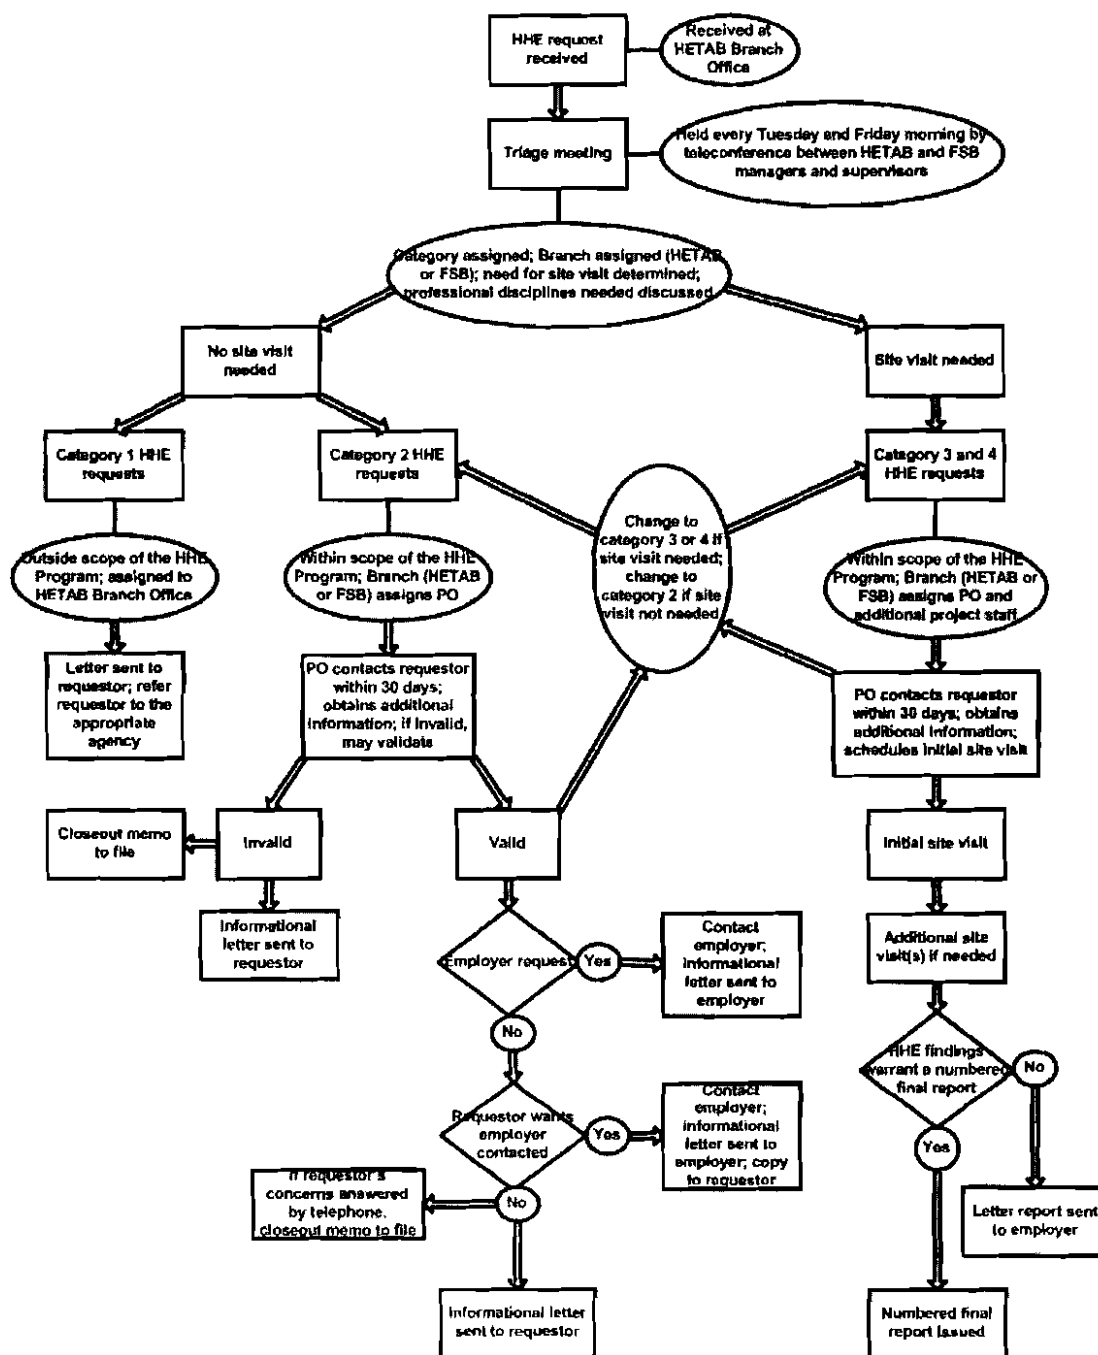 HHE request
received
Received at
HETAB Branch
Office
Triage meeting
Held every Tuesday and Friday morning by
teleconference between HETAB and FSB
managers and supervisors
Category assigned; Branch assigned (HETAB
or FSB); need for site visit determined;
professional disciplines needed discussed
No site visit
needed
Site visit needed
Category 1 HHE
requests
Category 2 HHE
requests
Category 3 and 4
HHE requests
Change to
category 3 or 4 if
site visit needed;
change to
category 2 if site
visit not needed
Outside scope of the HHE
Program; assigned to
HETAB Branch Office
Within scope of the HHE
Program; Branch (HETAB
or FSB) assigns PO
Within scope of the HHE
Program; Branch (HETAB or
FSB) assigns PO and
additional project staff
Letter sent to
requestor; refer
requestor to the
appropriate
agency
PO contacts requestor
within 30 days;
obtains additional
information; if invalid,
may validate
PO contacts requestor
within 30 days; obtains
additional information;
schedules initial site visit
Closeout memo
to file
Invalid
Valid
Initial site visit
Informational
letter sent to
requestor
Employer request
Yes
Contact
employer;
informational
letter sent to
employer
Additional site
visit(s) if needed
No
HHE findings
warrant a numbered
final report
No
Requestor wants
employer
contacted
Yes
Contact
employer;
informational
letter sent to
employer; copy
to requestor
Yes
If requestor's
concerns answered
by telephone,
closeout memo to file
No
Letter report sent
to employer
Informational letter
sent to requestor
Numbered final
report issued